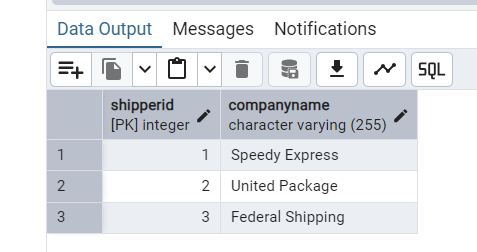 Data Output Messages Notifications
SQL
shipperid companyname
[PK] integer character varying (255)
1 1 Speedy Express
2 2 United Package
3 3 Federal Shipping